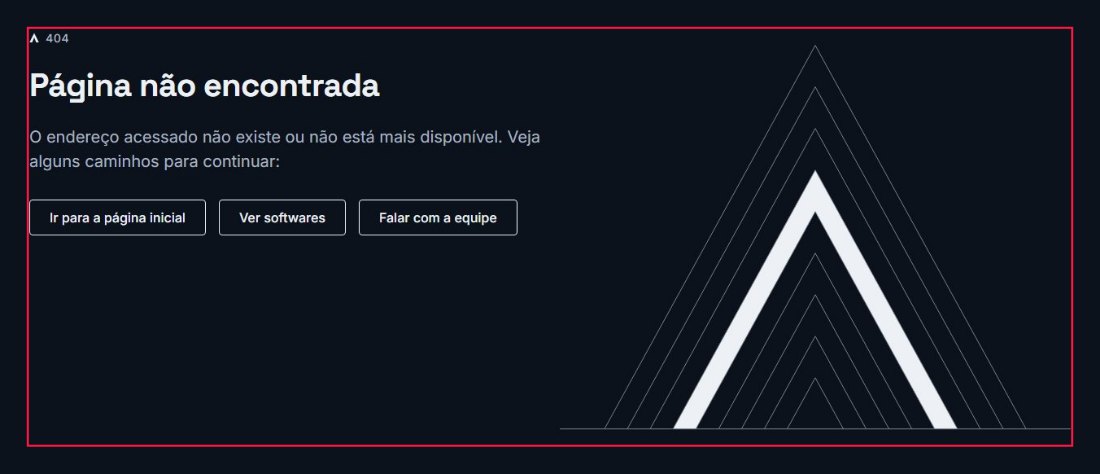 404
Página não encontrada
O endereço acessado não existe ou não está mais disponível. Veja
alguns caminhos para continuar:
Ir para a página inicial
Ver softwares
Falar com a equipe